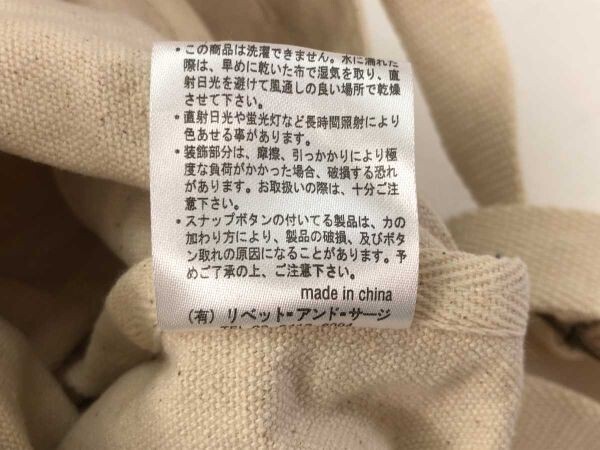 ・この商品は洗濯できません。水に濡れた
際は、早めに乾いた布で湿気を取り、直
射日光を避けて風通しの良い場所で乾燥
させて下さい。
・直射日光や蛍光灯など長時間照射により
色あせる事があります。
・装飾部分は、摩擦、引っかかりにより極
度な負荷がかかった場合、破損する恐れ
があります。お取扱いの際は、十分ご注
意下さい。
・スナップボタンの付いてる製品は、力の
加わり方により、製品の破損、及びボタ
ン取れの原因になることがあります。予
めご了承の上、ご注意下さい。
made in china
(有) リベット・アンド・サージ
TEL